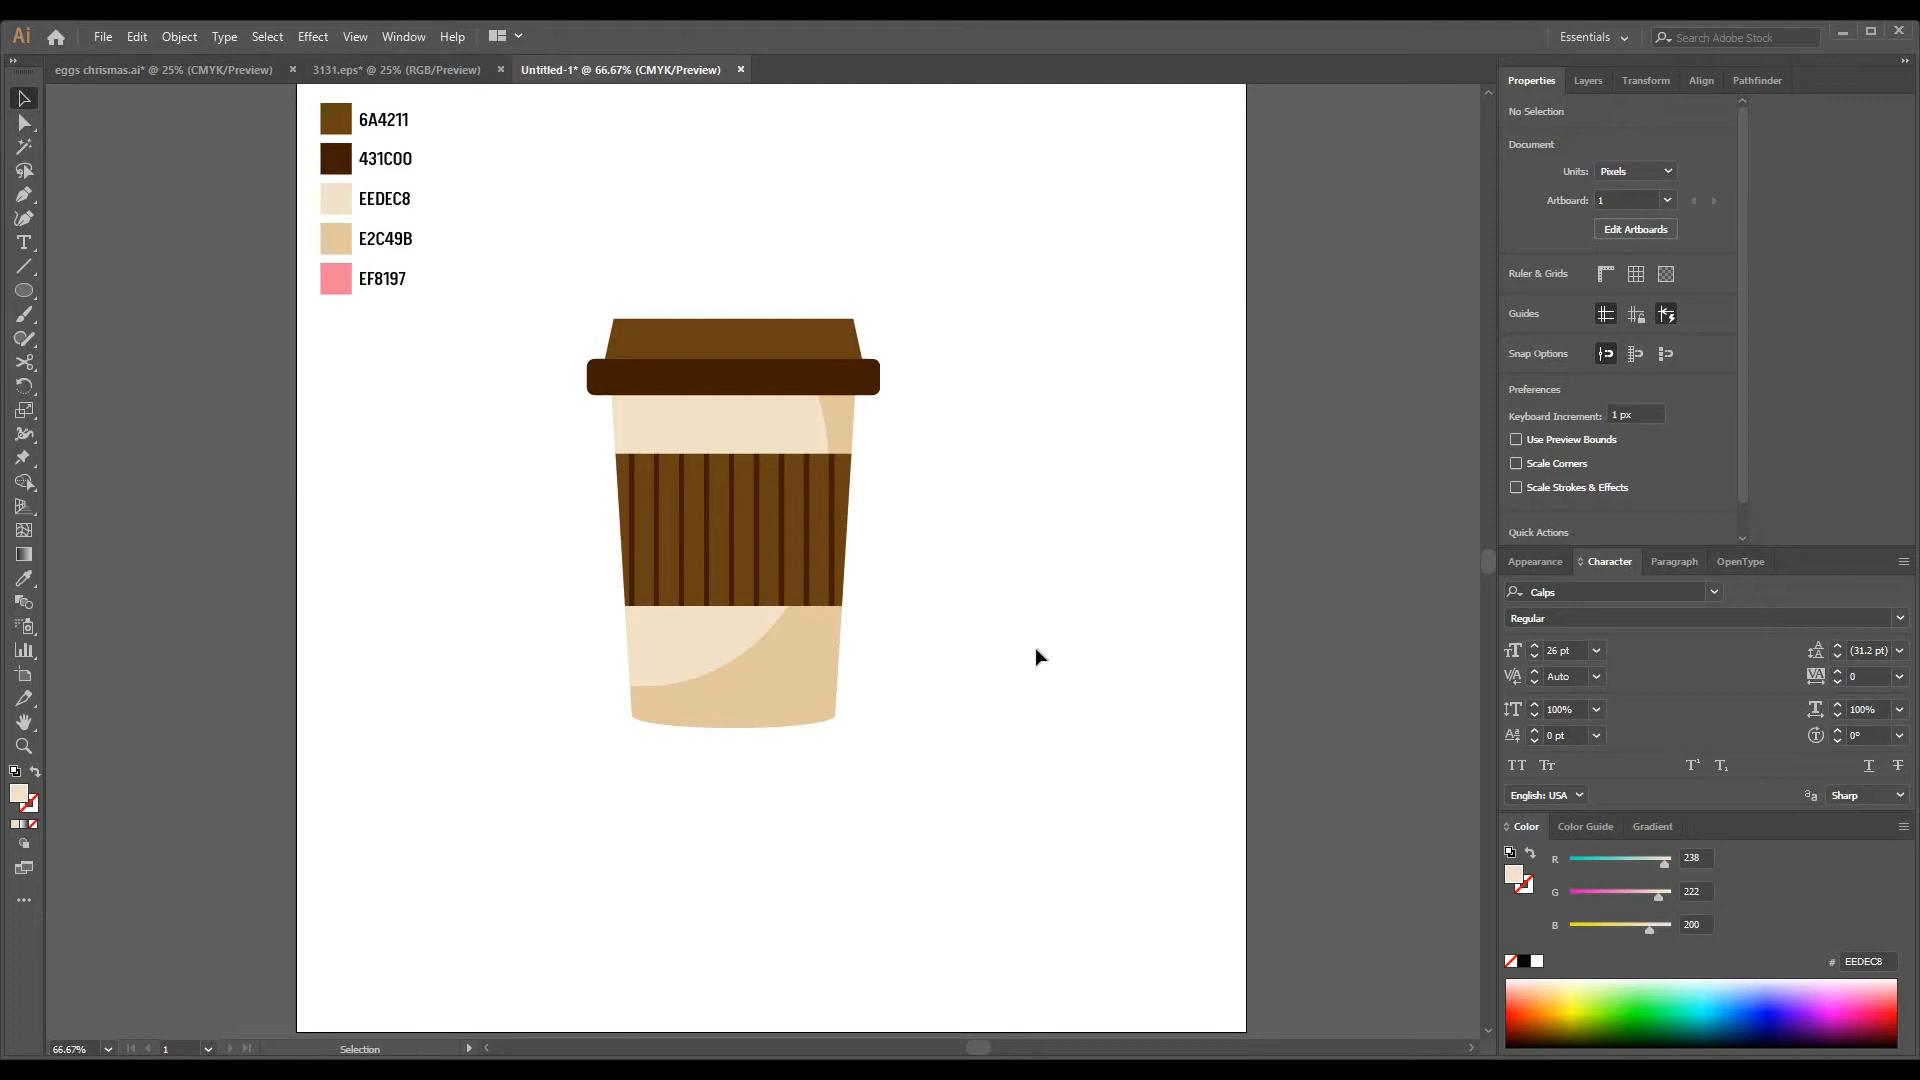 Ai File Edit Object Type Select Effect View Window Help Essentials Search Adobe Stock
eggs chrismas.ai* @ 25% (CMYK/Preview) × 3131.eps* @ 25% (RGB/Preview) × Untitled-1* @ 66.67% (CMYK/Preview) ×
6A4211
431C00
EEDEC8
E2C49B
EF8197
Properties Layers Transform Align Pathfinder
No Selection
Document
Units: Pixels
Artboard: 1
Edit Artboards
Ruler & Grids
Guides
Snap Options
Preferences
Keyboard Increment: 1 px
Use Preview Bounds
Scale Corners
Scale Strokes & Effects
Quick Actions
Appearance Character Paragraph OpenType
Calps
Regular
26 pt (31.2 pt)
Auto 0
100% 100%
0 pt 0°
TT Tr T¹ T₁ T T
English: USA aa Sharp
Color Color Guide Gradient
R 238
G 222
B 200
# EEDEC8
66.67% 1 Selection